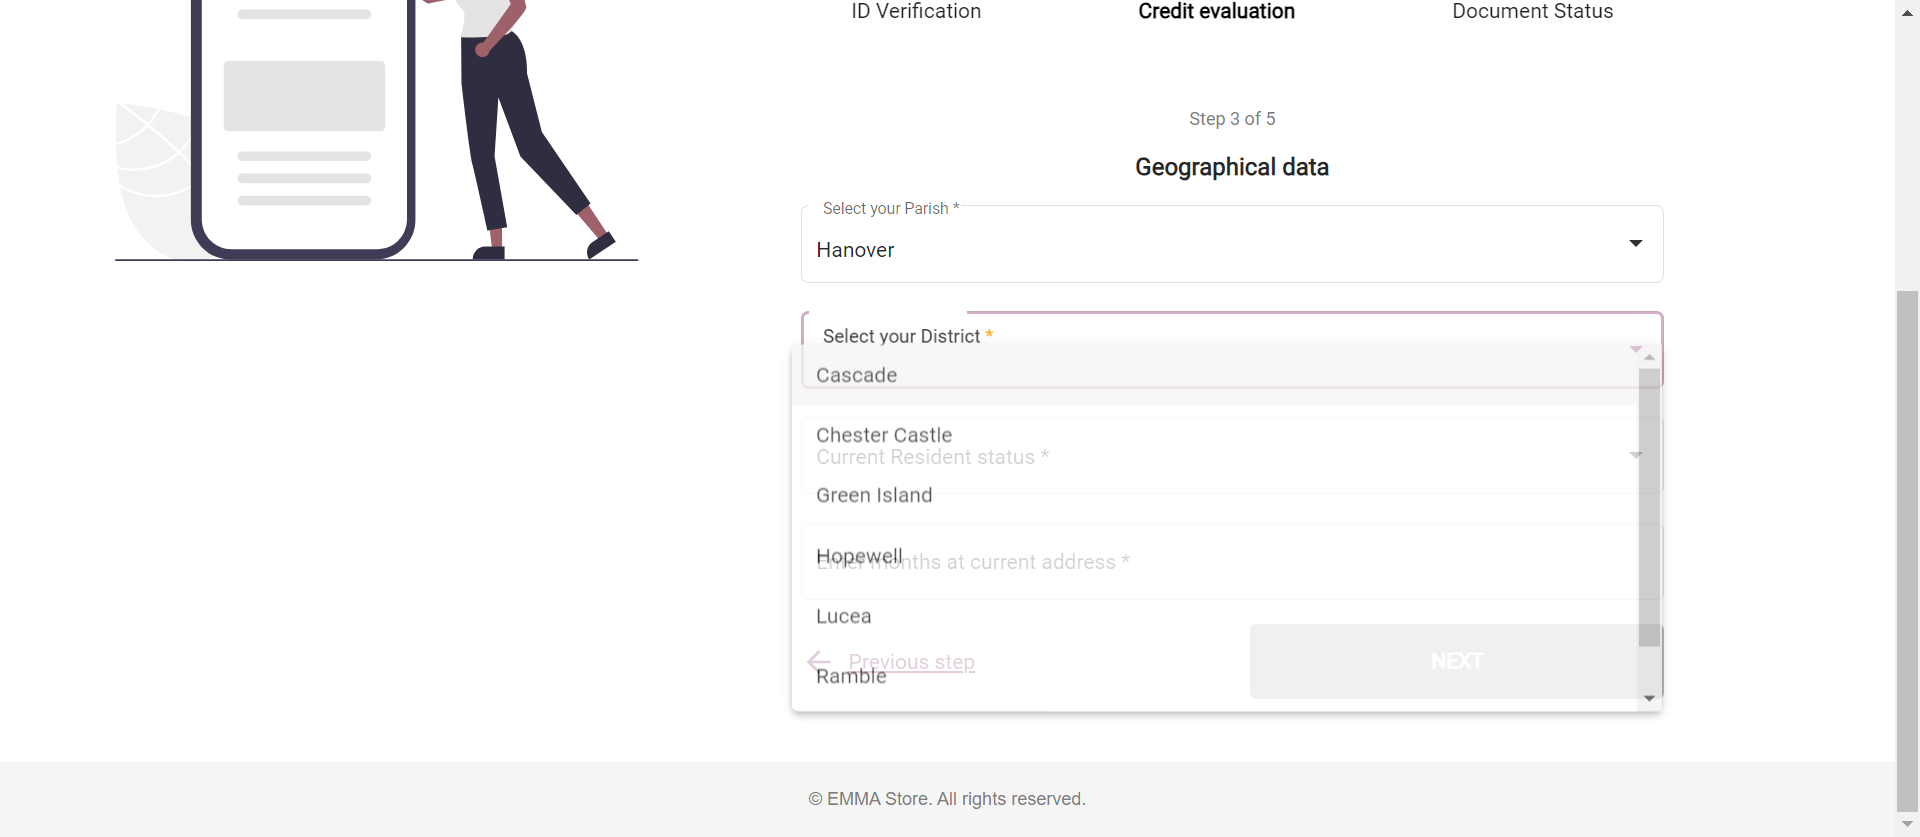 ID Verification
Credit evaluation
Document Status
Step 3 of 5
Geographical data
Select your Parish *
Hanover
Select your District *
Cascade
Chester Castle
Current Resident status *
Green Island
Hopewell
Enter months at current address *
Lucea
Previous step
NEXT
Ramble
© EMMA Store. All rights reserved.